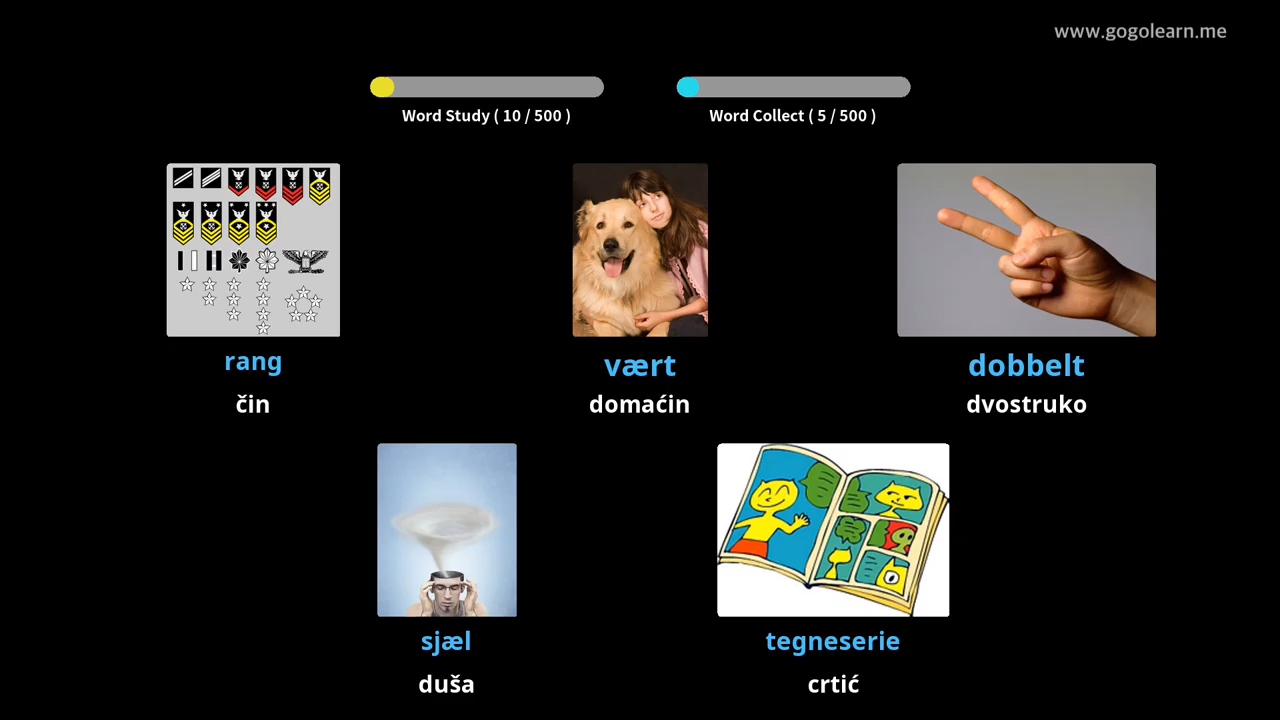 www.gogolearn.me
Word Study ( 10 / 500 )
Word Collect ( 5 / 500 )
rang
vært
dobbelt
čin
domaćin
dvostruko
sjæl
tegneserie
duša
crtić